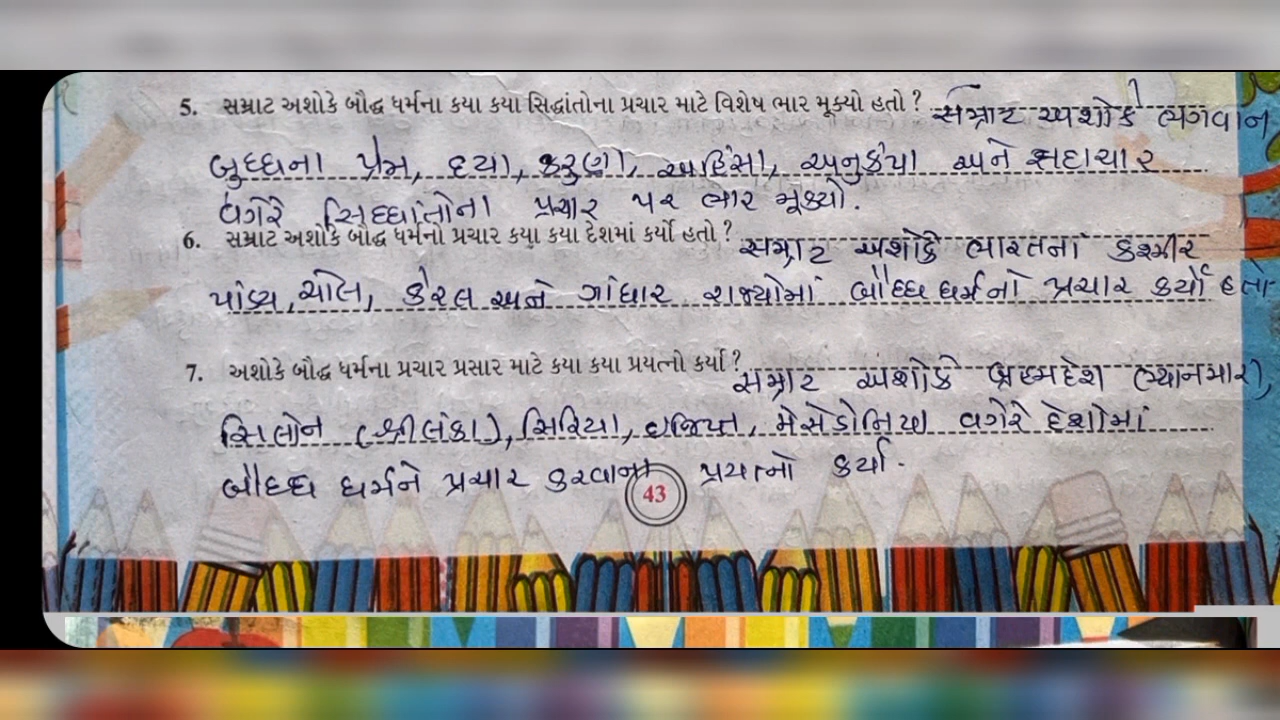 5. સમ્રાટ અશોકે બૌદ્ધ ધર્મના કયા કયા સિદ્ધાંતોના પ્રચાર માટે વિશેષ ભાર મૂક્યો હતો ? સમ્રાટ અશોકે ભગવાન
બુધ્ધના પ્રેમ, દયા, કરુણા, અહિંસા, અનુકંપા અને સદાચાર
વગેરે સિધ્ધાંતોના પ્રચાર પર ભાર મૂક્યો.
6. સમ્રાટ અશોકે બૌદ્ધ ધર્મનો પ્રચાર કયા કયા દેશમાં કર્યો હતો ? સમ્રાટ અશોકે ભારતનાં કશ્મીર
પાંડ્ય, ચોલ, કેરલ અને ગાંધાર રાજ્યોમાં બૌધ્ધ ધર્મનો પ્રચાર કર્યો હતો.
7. અશોકે બૌદ્ધ ધર્મના પ્રચાર પ્રસાર માટે કયા કયા પ્રયત્નો કર્યા ? સમ્રાટ અશોકે બ્રહ્મદેશ (મ્યાનમાર),
સિલોન (શ્રીલંકા), સિરિયા, ઇજિપ્ત, મેસેડોનિયા વગેરે દેશોમાં
બૌધ્ધ ધર્મને પ્રચાર કરવાના પ્રયત્નો કર્યા.
43